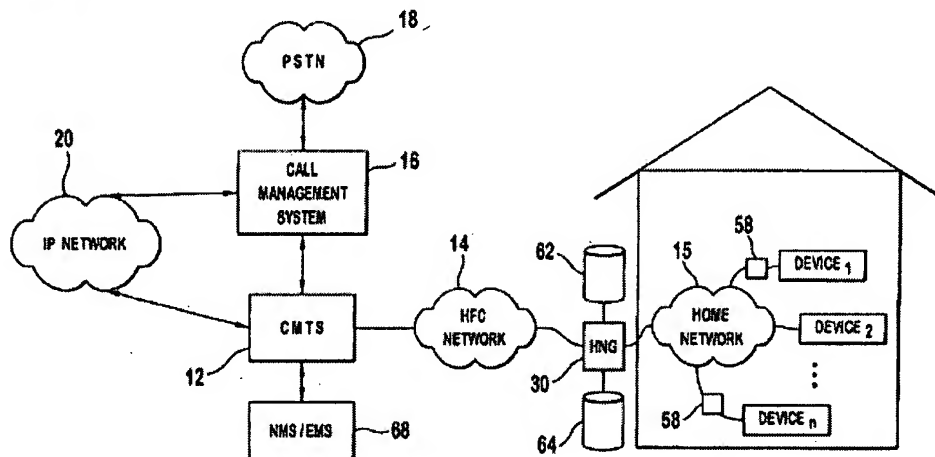 18
PSTN
20
16
CALL
MANAGEMENT
SYSTEM
IP NETWORK
14
62
58
15
DEVICE 1
CMTS
HFC
NETWORK
HNG
HOME
NETWORK
DEVICE 2
12
30
58
NMS / EMS
68
64
DEVICE n